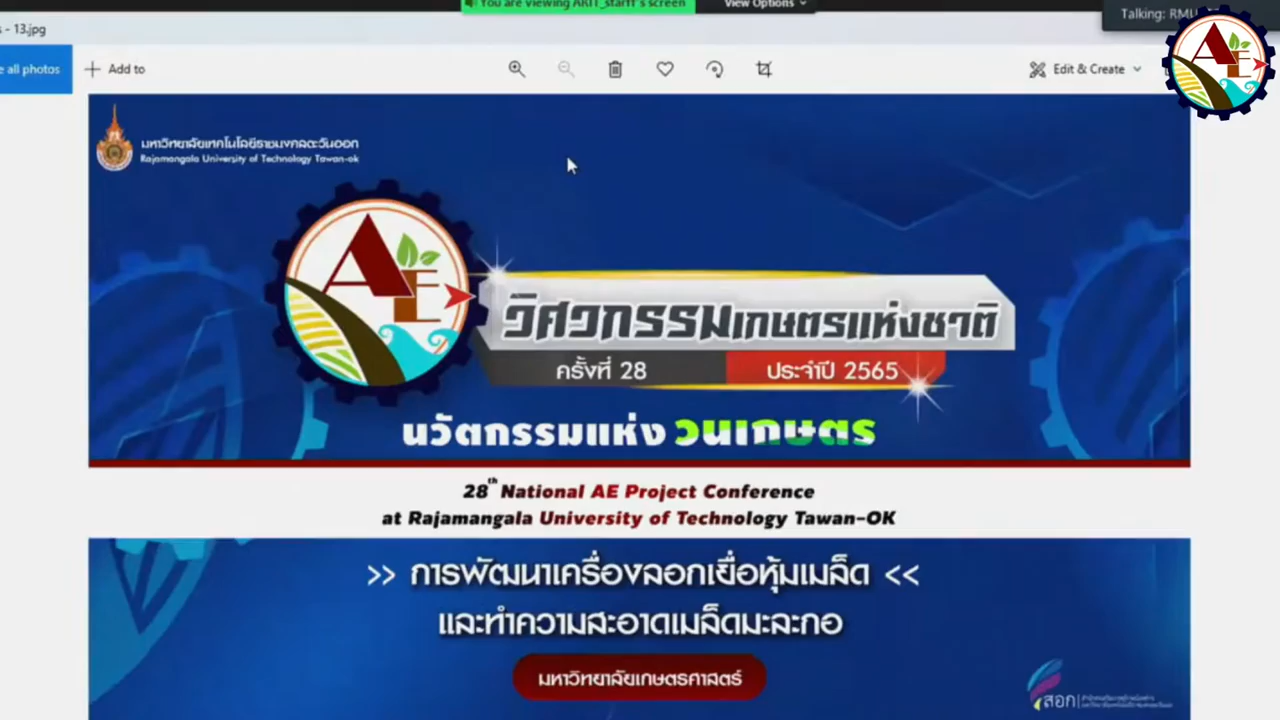 You are viewing ARIT_starff's screen
View Options
Talking: RMU
- 13.jpg
all photos
Add to
Edit & Create
AE
มหาวิทยาลัยเทคโนโลยีราชมงคลตะวันออก
Rajamangala University of Technology Tawan-ok
AE
วิศวกรรมเกษตรแห่งชาติ
ครั้งที่ 28 ประจำปี 2565
นวัตกรรมแห่ง วนเกษตร
28th National AE Project Conference
at Rajamangala University of Technology Tawan-OK
>> การพัฒนาเครื่องลอกเยื่อหุ้มเมล็ด <<
และทำความสะอาดเมล็ดมะละกอ
มหาวิทยาลัยเกษตรศาสตร์
สอก